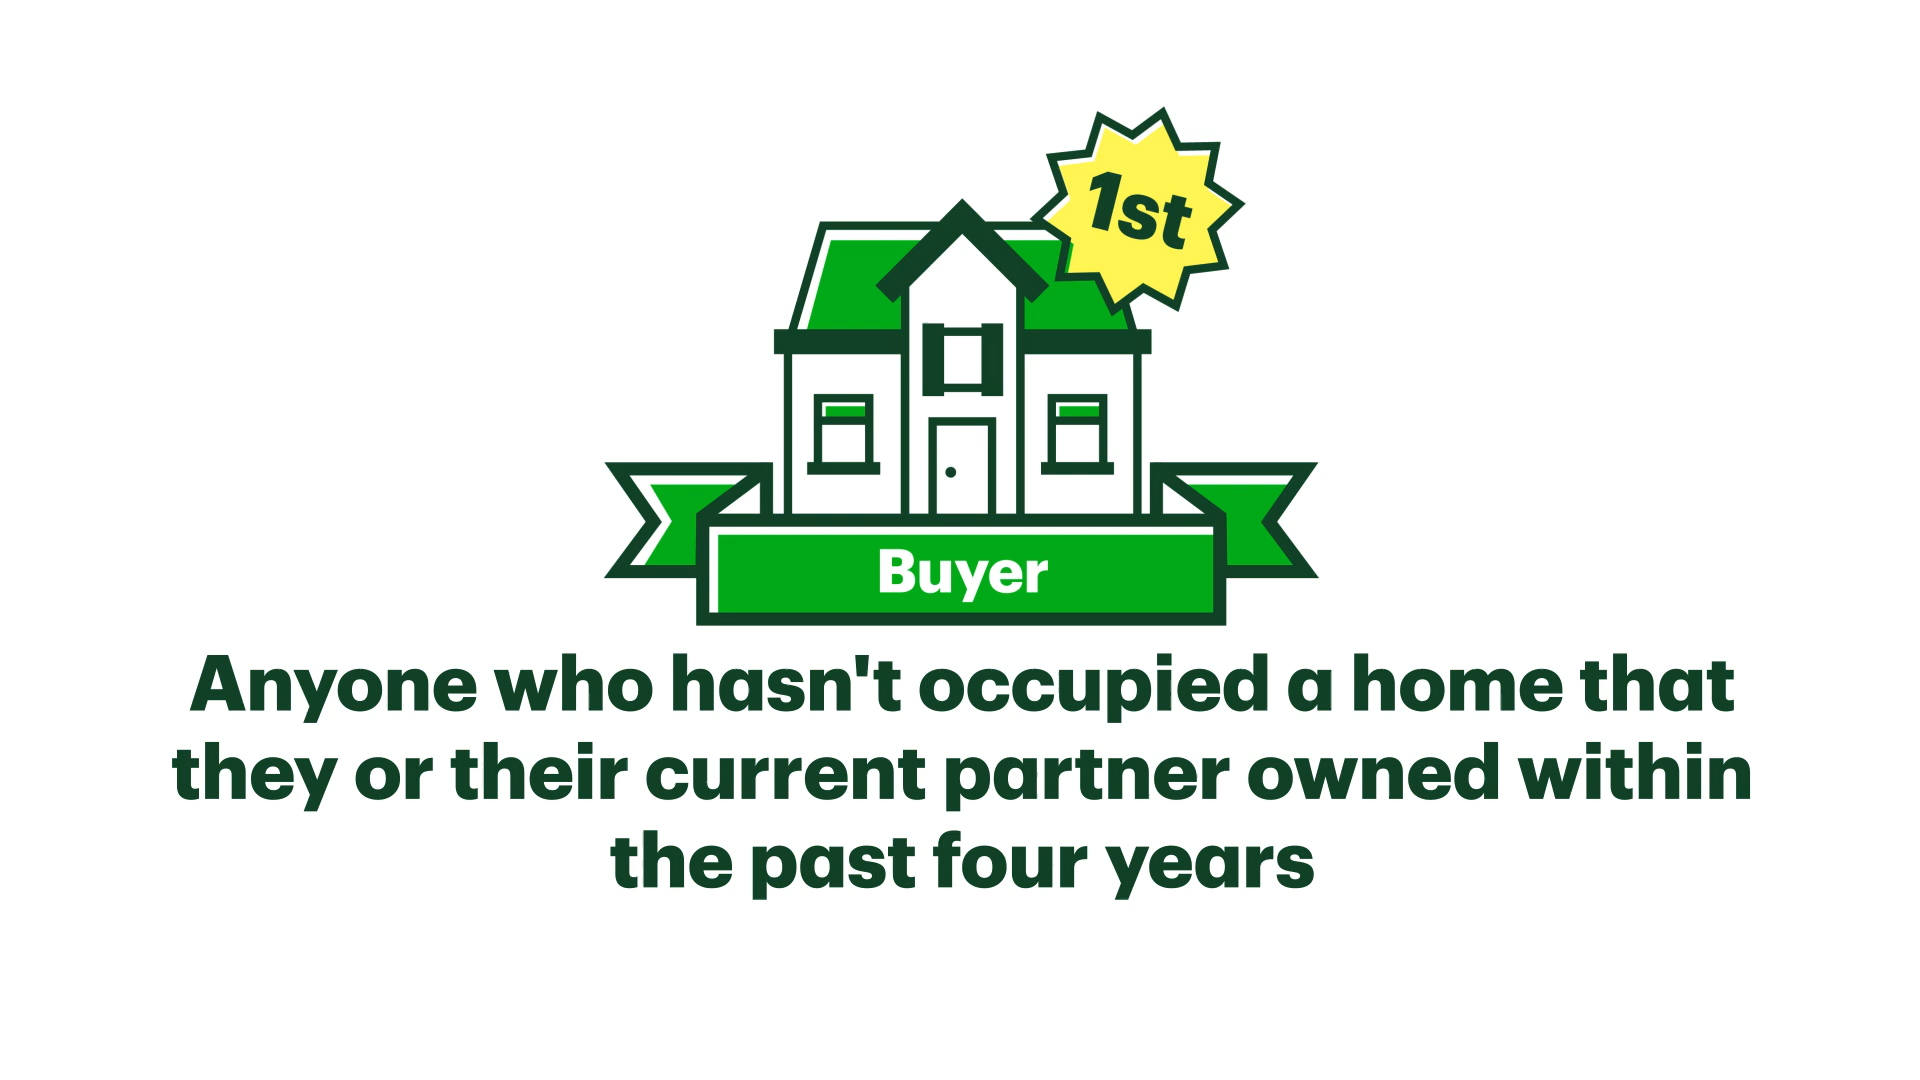 1st
Buyer
Anyone who hasn't occupied a home that
they or their current partner owned within
the past four years